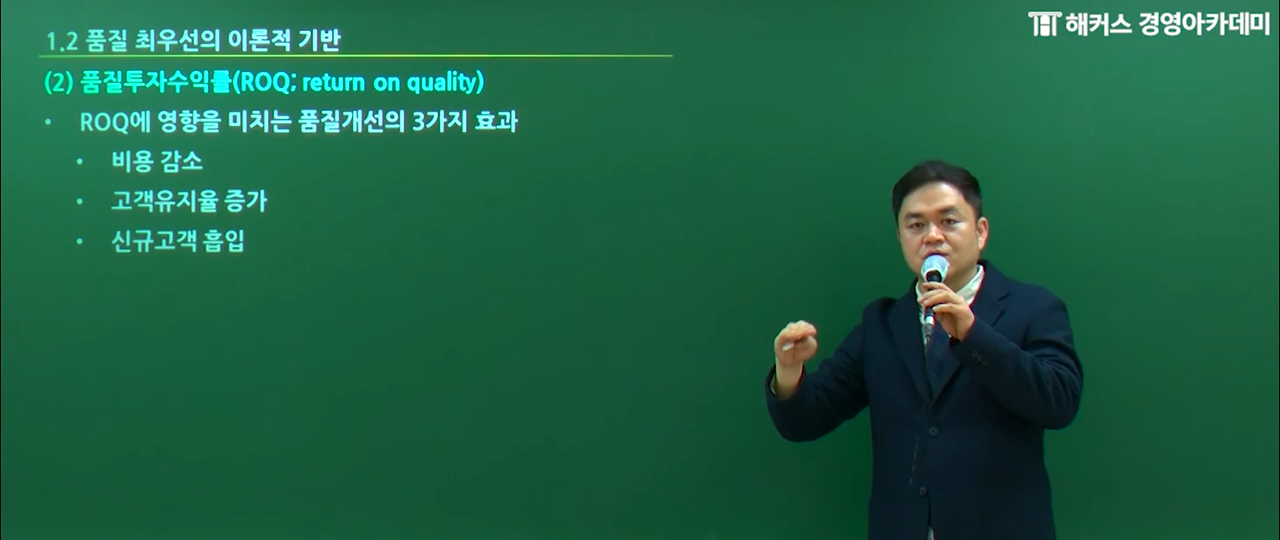 해커스 경영아카데미
1.2 품질 최우선의 이론적 기반
(2) 품질투자수익률(ROQ; return on quality)
• ROQ에 영향을 미치는 품질개선의 3가지 효과
• 비용 감소
• 고객유지율 증가
• 신규고객 흡입